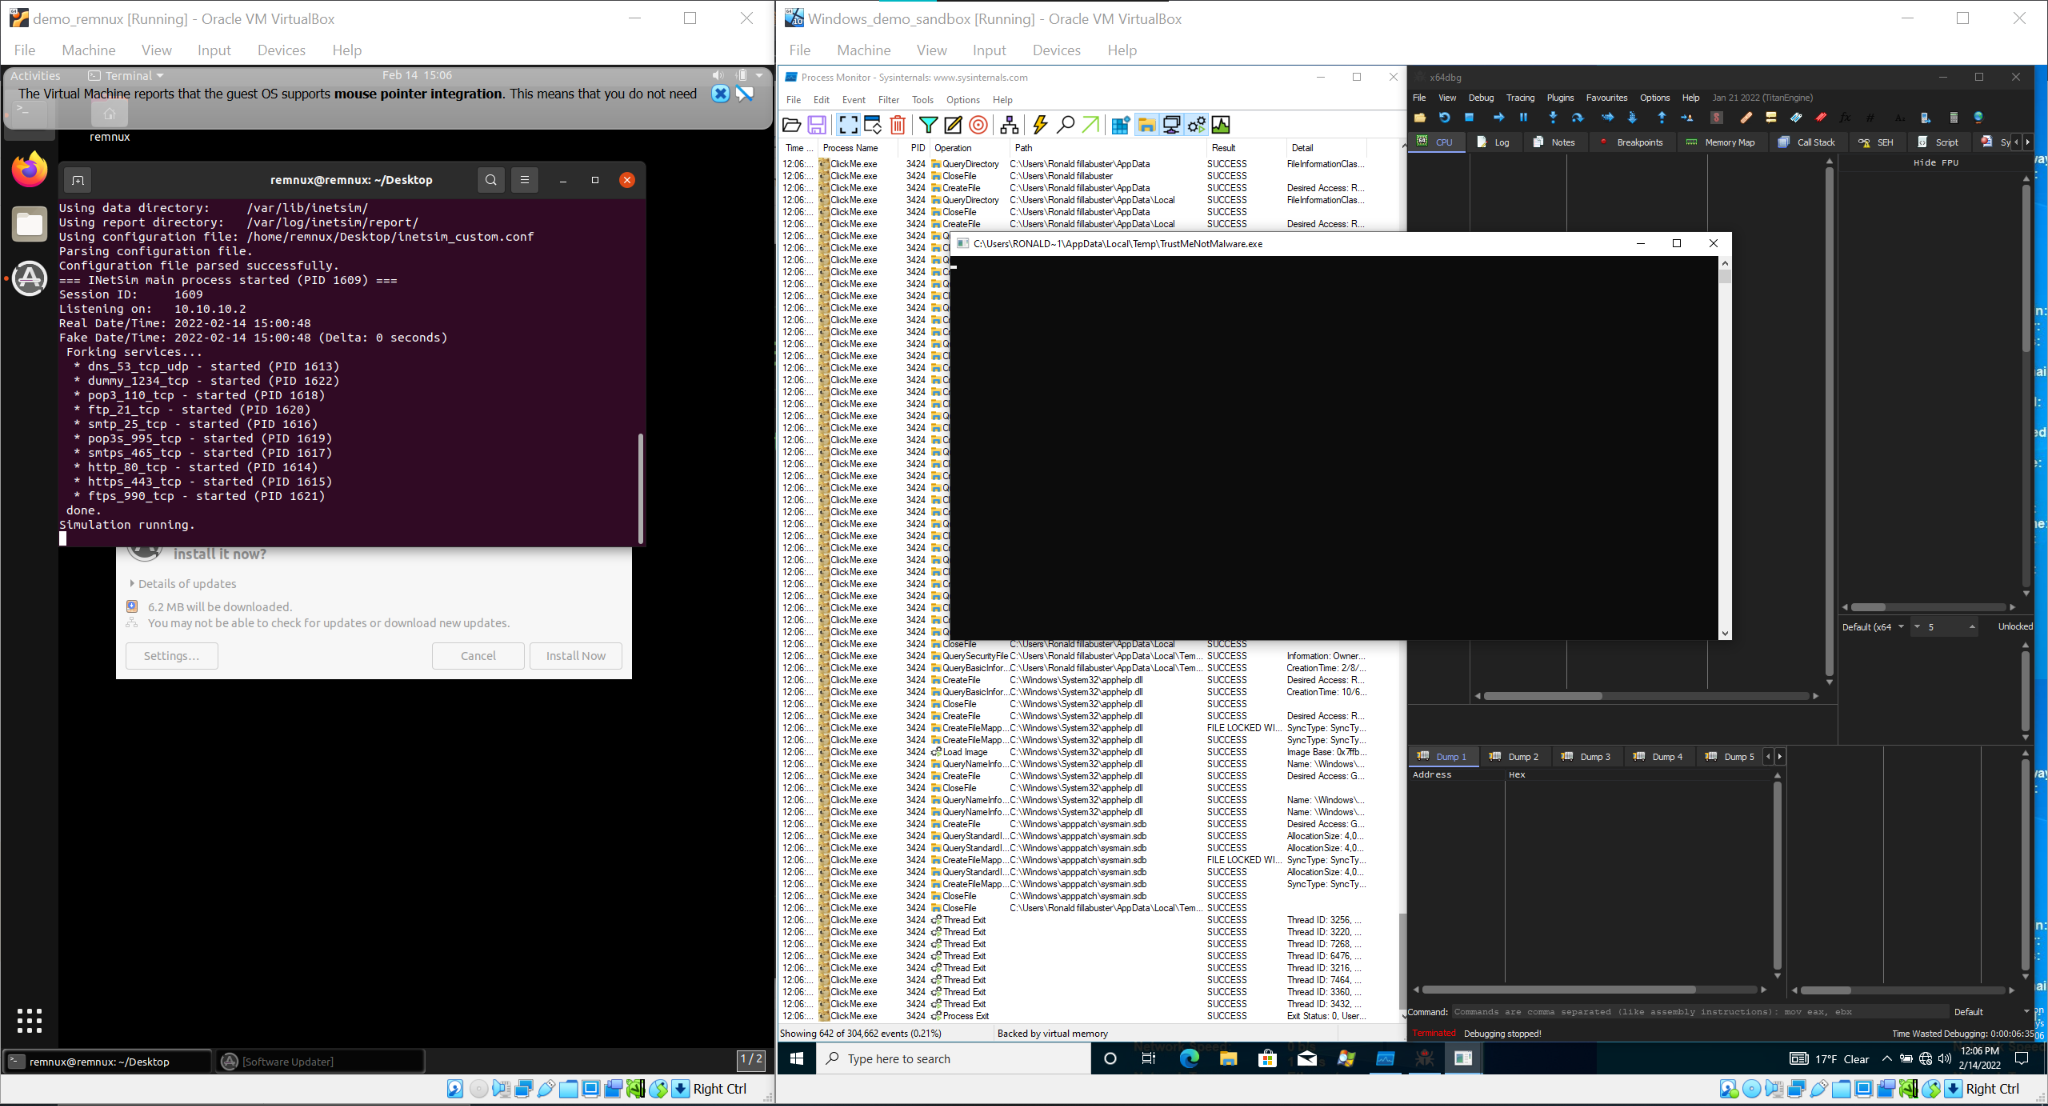 demo_remnux [Running] - Oracle VM VirtualBox
File Machine View Input Devices Help
Activities Terminal Feb 14 15:06
The Virtual Machine reports that the guest OS supports mouse pointer integration. This means that you do not need
remnux
remnux@remnux: ~/Desktop
Using data directory: /var/lib/inetsim/
Using report directory: /var/log/inetsim/report/
Using configuration file: /home/remnux/Desktop/inetsim_custom.conf
Parsing configuration file.
Configuration file parsed successfully.
=== INetSim main process started (PID 1609) ===
Session ID: 1609
Listening on: 10.10.10.2
Real Date/Time: 2022-02-14 15:00:48
Fake Date/Time: 2022-02-14 15:00:48 (Delta: 0 seconds)
Forking services...
* dns_53_tcp_udp - started (PID 1613)
* dummy_1234_tcp - started (PID 1622)
* pop3_110_tcp - started (PID 1618)
* ftp_21_tcp - started (PID 1620)
* smtp_25_tcp - started (PID 1616)
* pop3s_995_tcp - started (PID 1619)
* smtps_465_tcp - started (PID 1617)
* http_80_tcp - started (PID 1614)
* https_443_tcp - started (PID 1615)
* ftps_990_tcp - started (PID 1621)
done.
Simulation running.
install it now?
Details of updates
6.2 MB will be downloaded.
You may not be able to check for updates or download new updates.
Settings... Cancel Install Now
remnux@remnux: ~/Desktop [Software Updater] 1 / 2
Right Ctrl
Windows_demo_sandbox [Running] - Oracle VM VirtualBox
File Machine View Input Devices Help
Process Monitor - Sysinternals: www.sysinternals.com
File Edit Event Filter Tools Options Help
Time ... Process Name PID Operation Path Result Detail
12:06:... ClickMe.exe 3424 QueryDirectory C:\Users\Ronald fillabuster\AppData SUCCESS FileInformationClas...
12:06:... ClickMe.exe 3424 CloseFile C:\Users\Ronald fillabuster SUCCESS
12:06:... ClickMe.exe 3424 CreateFile C:\Users\Ronald fillabuster\AppData SUCCESS Desired Access: R...
12:06:... ClickMe.exe 3424 QueryDirectory C:\Users\Ronald fillabuster\AppData\Local SUCCESS FileInformationClas...
12:06:... ClickMe.exe 3424 CloseFile C:\Users\Ronald fillabuster\AppData SUCCESS
12:06:... ClickMe.exe 3424 CreateFile C:\Users\Ronald fillabuster\AppData\Local SUCCESS Desired Access: R...
C:\Users\RONALD~1\AppData\Local\Temp\TrustMeNotMalware.exe
12:06:... ClickMe.exe 3424 CloseFile C:\Users\Ronald fillabuster\AppData\Local SUCCESS
12:06:... ClickMe.exe 3424 QuerySecurityFile C:\Users\Ronald fillabuster\AppData\Local\Tem... SUCCESS Information: Owner...
12:06:... ClickMe.exe 3424 QueryBasicInfor... C:\Users\Ronald fillabuster\AppData\Local\Tem... SUCCESS CreationTime: 2/8/...
12:06:... ClickMe.exe 3424 CreateFile C:\Windows\System32\apphelp.dll SUCCESS Desired Access: R...
12:06:... ClickMe.exe 3424 QueryBasicInfor... C:\Windows\System32\apphelp.dll SUCCESS CreationTime: 10/6...
12:06:... ClickMe.exe 3424 CloseFile C:\Windows\System32\apphelp.dll SUCCESS
12:06:... ClickMe.exe 3424 CreateFile C:\Windows\System32\apphelp.dll SUCCESS Desired Access: R...
12:06:... ClickMe.exe 3424 CreateFileMapp... C:\Windows\System32\apphelp.dll FILE LOCKED WI... SyncType: SyncTy...
12:06:... ClickMe.exe 3424 CreateFileMapp... C:\Windows\System32\apphelp.dll SUCCESS SyncType: SyncTy...
12:06:... ClickMe.exe 3424 Load Image C:\Windows\System32\apphelp.dll SUCCESS Image Base: 0x7ffb...
12:06:... ClickMe.exe 3424 QueryNameInfo... C:\Windows\System32\apphelp.dll SUCCESS Name: \Windows\...
12:06:... ClickMe.exe 3424 CreateFile C:\Windows\System32\apphelp.dll SUCCESS Desired Access: G...
12:06:... ClickMe.exe 3424 CloseFile C:\Windows\System32\apphelp.dll SUCCESS
12:06:... ClickMe.exe 3424 QueryNameInfo... C:\Windows\System32\apphelp.dll SUCCESS Name: \Windows\...
12:06:... ClickMe.exe 3424 QueryNameInfo... C:\Windows\System32\apphelp.dll SUCCESS Name: \Windows\...
12:06:... ClickMe.exe 3424 CreateFile C:\Windows\apppatch\sysmain.sdb SUCCESS Desired Access: G...
12:06:... ClickMe.exe 3424 QueryStandardI... C:\Windows\apppatch\sysmain.sdb SUCCESS AllocationSize: 4,0...
12:06:... ClickMe.exe 3424 QueryStandardI... C:\Windows\apppatch\sysmain.sdb SUCCESS AllocationSize: 4,0...
12:06:... ClickMe.exe 3424 CreateFileMapp... C:\Windows\apppatch\sysmain.sdb FILE LOCKED WI... SyncType: SyncTy...
12:06:... ClickMe.exe 3424 QueryStandardI... C:\Windows\apppatch\sysmain.sdb SUCCESS AllocationSize: 4,0...
12:06:... ClickMe.exe 3424 CreateFileMapp... C:\Windows\apppatch\sysmain.sdb SUCCESS SyncType: SyncTy...
12:06:... ClickMe.exe 3424 CloseFile C:\Windows\apppatch\sysmain.sdb SUCCESS
12:06:... ClickMe.exe 3424 CloseFile C:\Users\Ronald fillabuster\AppData\Local\Tem... SUCCESS
12:06:... ClickMe.exe 3424 Thread Exit SUCCESS Thread ID: 3256, ...
12:06:... ClickMe.exe 3424 Thread Exit SUCCESS Thread ID: 3220, ...
12:06:... ClickMe.exe 3424 Thread Exit SUCCESS Thread ID: 7268, ...
12:06:... ClickMe.exe 3424 Thread Exit SUCCESS Thread ID: 6476, ...
12:06:... ClickMe.exe 3424 Thread Exit SUCCESS Thread ID: 3216, ...
12:06:... ClickMe.exe 3424 Thread Exit SUCCESS Thread ID: 7464, ...
12:06:... ClickMe.exe 3424 Thread Exit SUCCESS Thread ID: 3360, ...
12:06:... ClickMe.exe 3424 Thread Exit SUCCESS Thread ID: 3432, ...
12:06:... ClickMe.exe 3424 Process Exit SUCCESS Exit Status: 0, User...
Showing 642 of 304,662 events (0.21%) Backed by virtual memory
x64dbg
File View Debug Tracing Plugins Favourites Options Help Jan 21 2022 (TitanEngine)
CPU Log Notes Breakpoints Memory Map Call Stack SEH Script Sy
Hide FPU
Default (x64 5 Unlocked
Dump 1 Dump 2 Dump 3 Dump 4 Dump 5
Address Hex
Command: Commands are comma separated (like assembly instructions): mov eax, ebx Default
Terminated Debugging stopped! Time Wasted Debugging: 0:00:06:35
Type here to search
17°F Clear 12:06 PM
2/14/2022
Right Ctrl